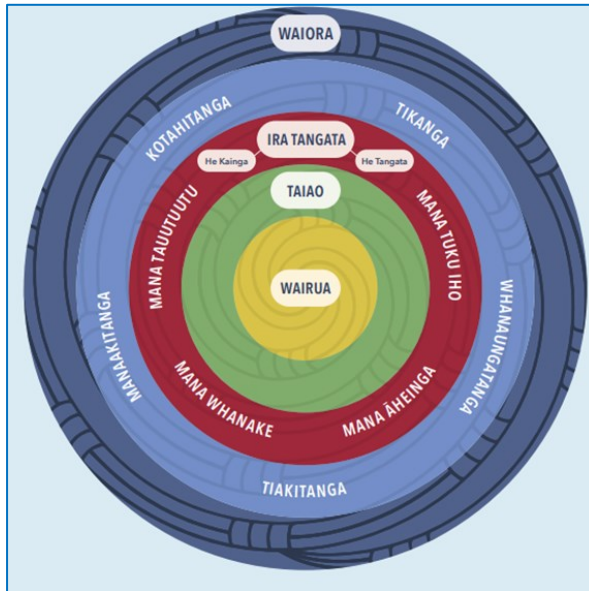 WAIORA
KOTAHITANGA
TIKANGA
IRA TANGATA
He Kainga
He Tangata
TAIAO
MANA TAUUTUUTU
MANA TUKU IHO
WAIRUA
MANAAKITANGA
WHANAUNGATANGA
MANA WHANAKE
MANA ĀHEINGA
TIAKITANGA